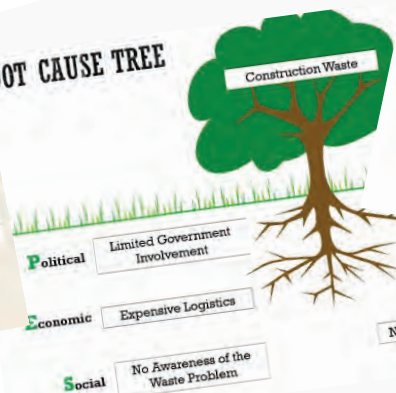 OT CAUSE TREE
Construction Waste
Political
Limited Government
Involvement
Economic
Expensive Logistics
Social
No Awareness of the
Waste Problem
N